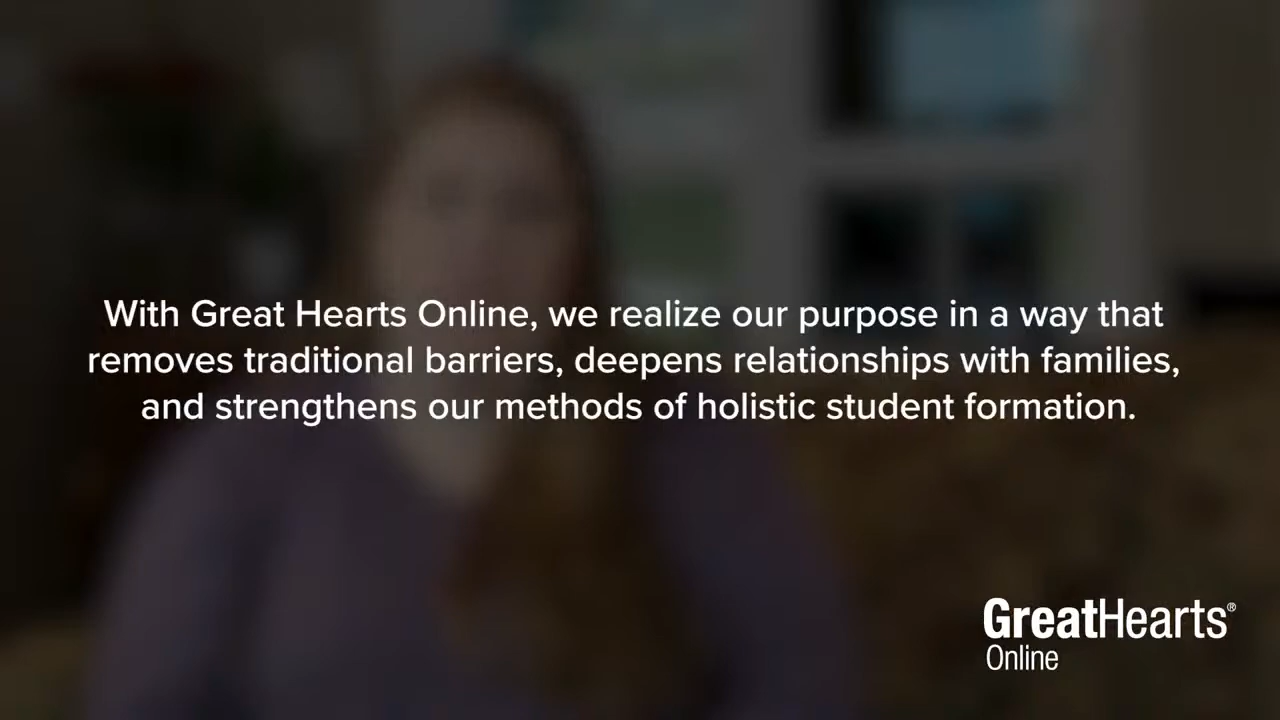 With Great Hearts Online, we realize our purpose in a way that
removes traditional barriers, deepens relationships with families,
and strengthens our methods of holistic student formation.
GreatHearts®
Online